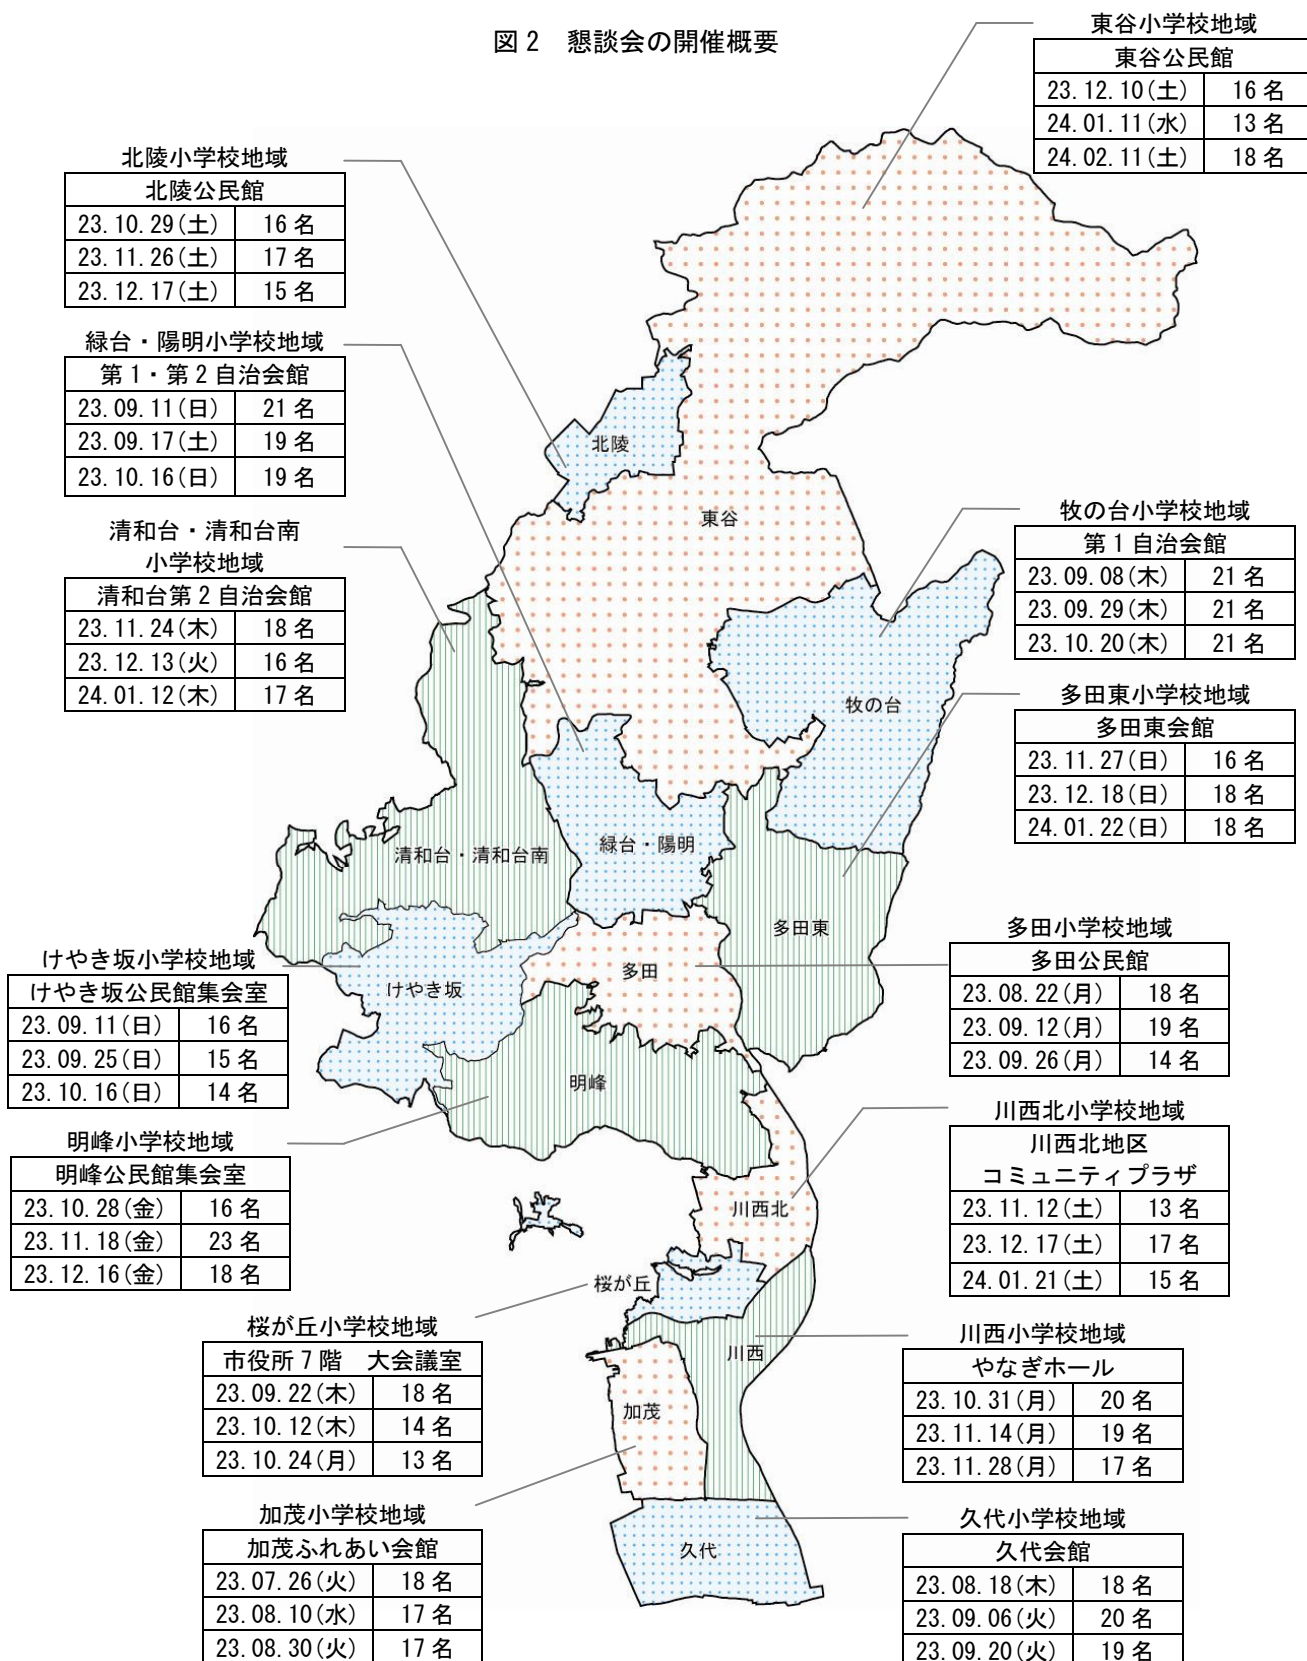 図2 懇談会の開催概要
東谷小学校地域
東谷公民館
23.12.10(土) 16名
24.01.11(水) 13名
24.02.11(土) 18名
北陵小学校地域
北陵公民館
23.10.29(土) 16名
23.11.26(土) 17名
23.12.17(土) 15名
緑台・陽明小学校地域
第1・第2自治会館
23.09.11(日) 21名
23.09.17(土) 19名
23.10.16(日) 19名
清和台・清和台南
小学校地域
清和台第2自治会館
23.11.24(木) 18名
23.12.13(火) 16名
24.01.12(木) 17名
牧の台小学校地域
第1自治会館
23.09.08(木) 21名
23.09.29(木) 21名
23.10.20(木) 21名
多田東小学校地域
多田東会館
23.11.27(日) 16名
23.12.18(日) 18名
24.01.22(日) 18名
多田小学校地域
多田公民館
23.08.22(月) 18名
23.09.12(月) 19名
23.09.26(月) 14名
けやき坂小学校地域
けやき坂公民館集会室
23.09.11(日) 16名
23.09.25(日) 15名
23.10.16(日) 14名
明峰小学校地域
明峰公民館集会室
23.10.28(金) 16名
23.11.18(金) 23名
23.12.16(金) 18名
川西北小学校地域
川西北地区
コミュニティプラザ
23.11.12(土) 13名
23.12.17(土) 17名
24.01.21(土) 15名
桜が丘小学校地域
市役所7階 大会議室
23.09.22(木) 18名
23.10.12(木) 14名
23.10.24(月) 13名
川西小学校地域
やなぎホール
23.10.31(月) 20名
23.11.14(月) 19名
23.11.28(月) 17名
加茂小学校地域
加茂ふれあい会館
23.07.26(火) 18名
23.08.10(水) 17名
23.08.30(火) 17名
久代小学校地域
久代会館
23.08.18(木) 18名
23.09.06(火) 20名
23.09.20(火) 19名
北陵
東谷
牧の台
清和台・清和台南
緑台・陽明
多田東
多田
けやき坂
明峰
川西北
桜が丘
川西
加茂
久代